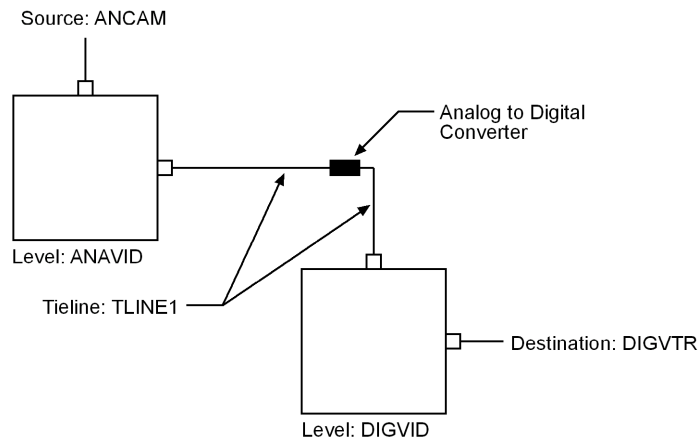 Source: ANCAM
Analog to Digital
Converter
Level: ANAVID
Tieline: TLINE1
Destination: DIGVTR
Level: DIGVID